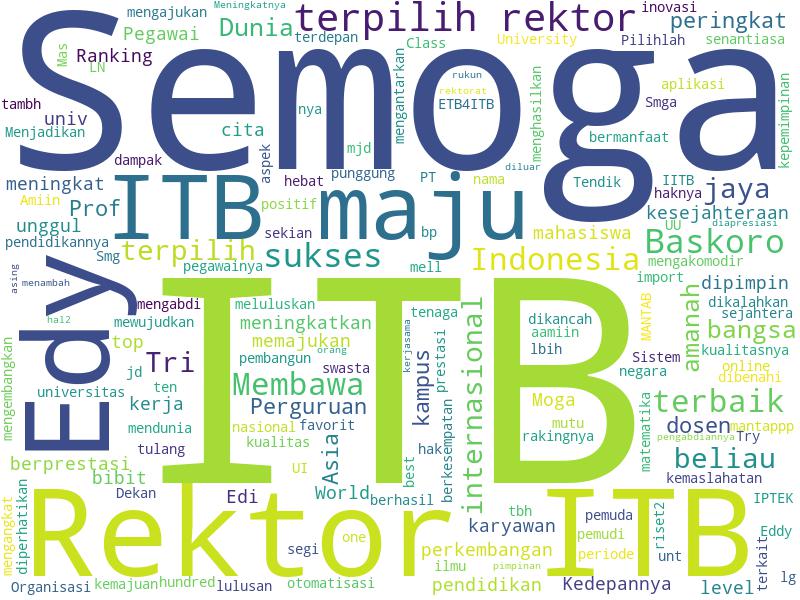 mengajukan
Meningkatnya
terpilih rektor
inovasi
Pegawai
Dunia
terdepan
peringkat
Semoga
Mas
Ranking
LN
Class
University
Pilihlah
senantiasa
tambh
univ
Menjadikan
cita
nya
mengantarkan
rukun
rektorat
ETB4ITB
menghasilkan
aplikasi
Smga
bermanfaat
kepemimpinan
dampak
aspek
mjd
punggung
hebat
PT
diluar
nama
Tendik
IITB
haknya
jaya
meningkat
Amiin
Prof
ITB
maju
positif
unggul
sekian
bp
mahasiswa
kesejahteraan
UU
diapresiasi
pendidikannya
Smg
terpilih
sukses
Indonesia
Baskoro
mengakomodir
pegawainya
mell
import
dipimpin
asing
menambah
Edy
mengabdi
ITB
meluluskan
tenaga
internasional
dikancah
aamiin
MANTAB
amanah
dikalahkan
sejahtera
hal2
mewujudkan
meningkatkan
memajukan
bangsa
mengembangkan
top
Tri
pembangun
orang
kerjasama
prestasi
lbih
Sistem
kualitasnya
jd
swasta
negara
online
dibenahi
universitas
ten
Membawa
kampus
Moga
terbaik
kerja
Perguruan
berkesempatan
mutu
matematika
mendunia
nasional
favorit
rakingnya
dosen
mantappp
pengabdiannya
Try
tulang
kualitas
Asia
hak
berprestasi
UI
best
beliau
bibit
kemaslahatan
mengangkat
diperhatikan
Dekan
Edi
World
berhasil
Rektor ITB
tbh
karyawan
pemuda
IPTEK
one
pemudi
riset2
Eddy
segi
perkembangan
periode
unt
terkait
ilmu
pimpinan
Organisasi
kemajuan
hundred
lulusan
otomatisasi
pendidikan
Kedepannya
level
lg